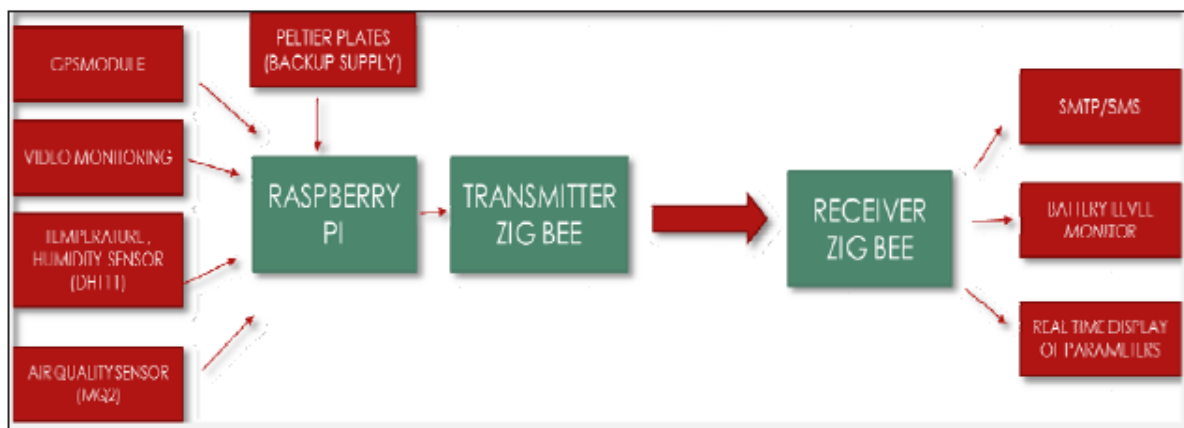 GPSMODULE
PELTIER PLATES
(BACKUP SUPPLY)
VIDEO MONITORING
TEMPERATURE,
HUMIDITY SENSOR
(DHT11)
AIR QUALITY SENSOR
(MQ2)
RASPBERRY
PI
TRANSMITTER
ZIG BEE
RECEIVER
ZIG BEE
SMTP/SMS
BATTERY LEVEL
MONITOR
REAL TIME DISPLAY
OF PARAMETERS